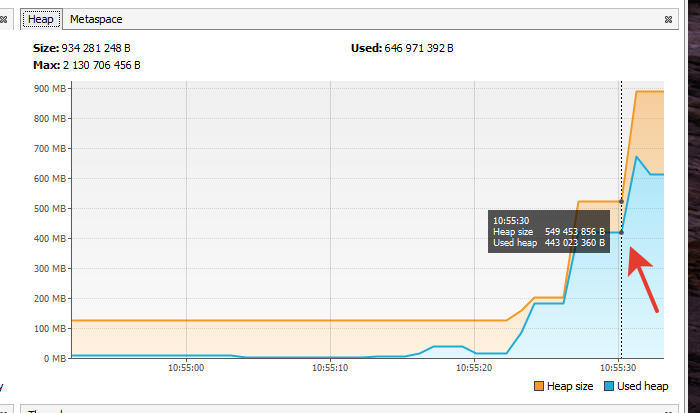 Heap Metaspace
Size: 934 281 248 B Used: 646 971 392 B
Max: 2 130 706 456 B
900 MB
800 MB
700 MB
600 MB
500 MB
400 MB
300 MB
200 MB
100 MB
0 MB
10:55:30
Heap size 549 453 856 B
Used heap 443 023 360 B
10:55:00 10:55:10 10:55:20 10:55:30
Heap size Used heap